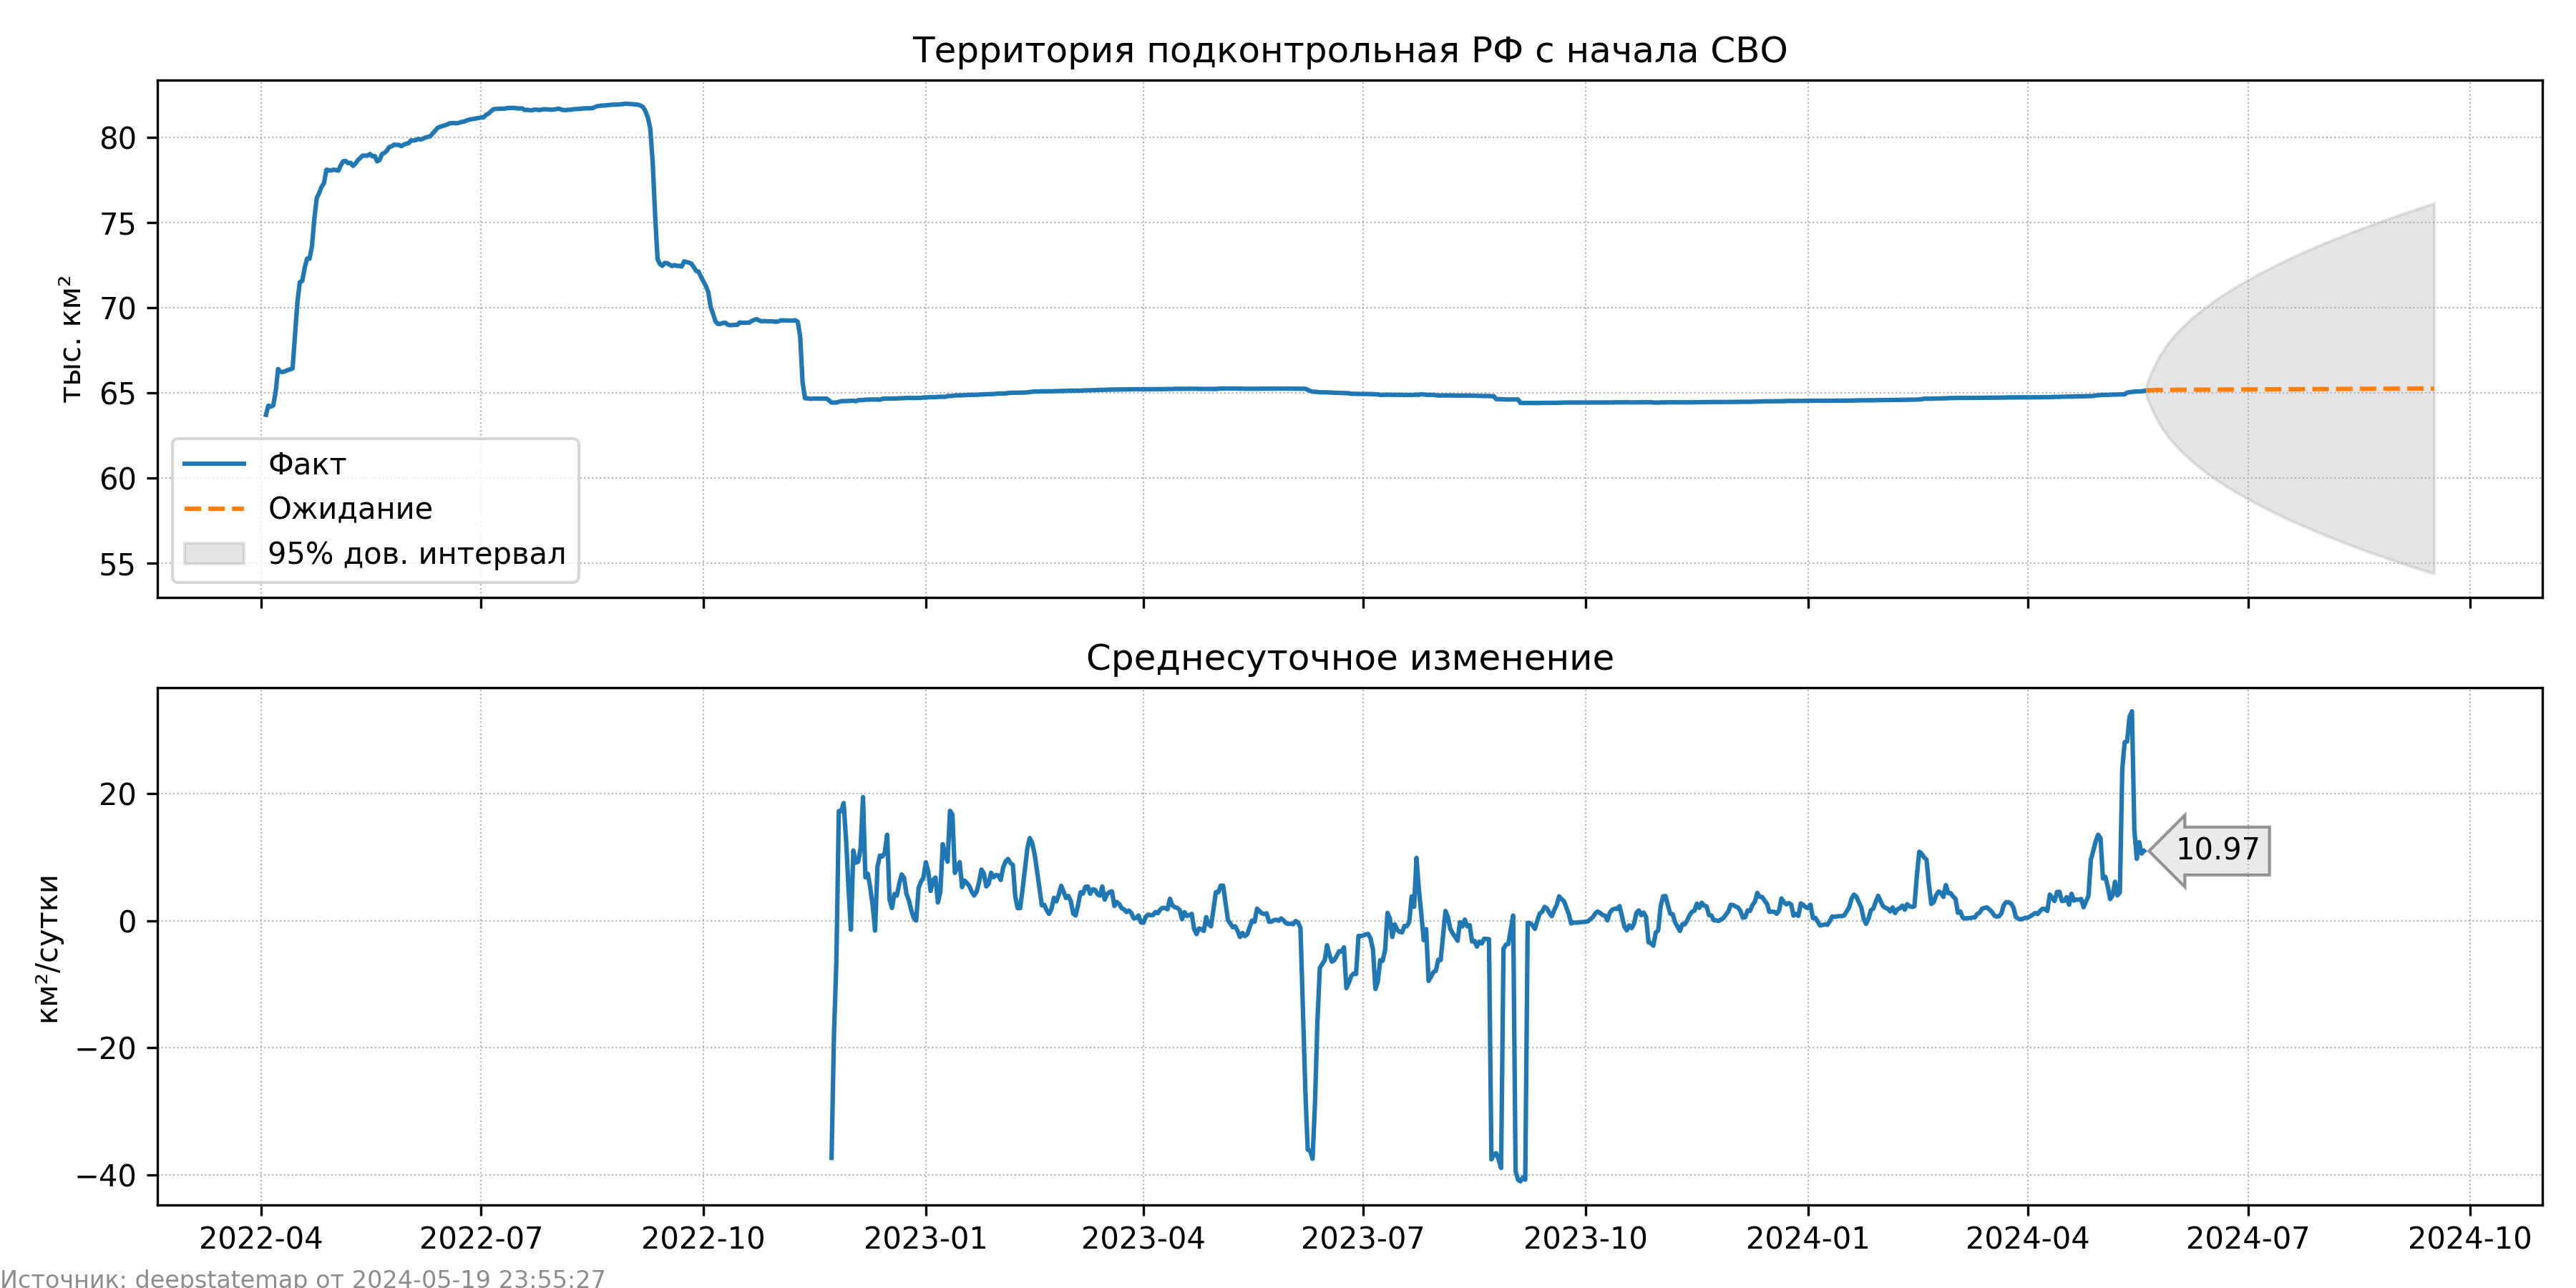 Территория подконтрольная РФ с начала СВО
80
75
70
65
60
55
тыс. км²
Факт
Ожидание
95% дов. интервал
Среднесуточное изменение
20
0
−20
−40
км²/сутки
10.97
2022-04
2022-07
2022-10
2023-01
2023-04
2023-07
2023-10
2024-01
2024-04
2024-07
2024-10
Источник: deepstatemap от 2024-05-19 23:55:27